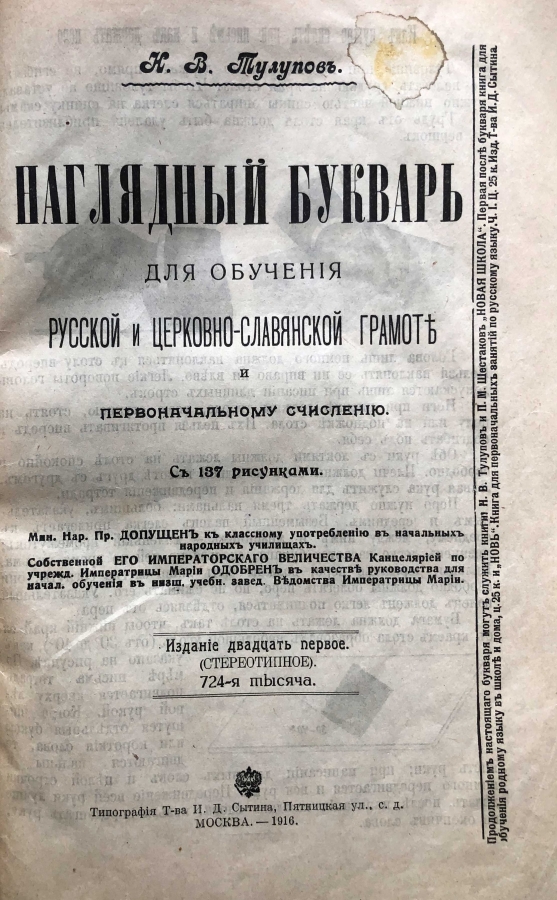 Н. В. Тулуповъ.
НАГЛЯДНЫЙ БУКВАРЬ
ДЛЯ ОБУЧЕНІЯ
РУССКОЙ и ЦЕРКОВНО-СЛАВЯНСКОЙ ГРАМОТѢ
и
ПЕРВОНАЧАЛЬНОМУ СЧИСЛЕНІЮ.
Съ 137 рисунками.
Мин. Нар. Пр. ДОПУЩЕНЪ къ классному употребленію въ начальныхъ
народныхъ училищахъ.
Собственной ЕГО ИМПЕРАТОРСКАГО ВЕЛИЧЕСТВА Канцеляріей по
учрежд. Императрицы Маріи ОДОБРЕНЪ въ качествѣ руководства для
начал. обученія въ низш. учебн. завед. Вѣдомства Императрицы Маріи.
Изданіе двадцать первое.
(СТЕРЕОТИПНОЕ).
724-я тысяча.
Типографія Т-ва И. Д. Сытина, Пятницкая ул., с. д.
МОСКВА.—1916.
Продолженіемъ настоящаго букваря могутъ служить книги: Н. В. Тулуповъ и П. М. Шестаковъ „НОВАЯ ШКОЛА“. Первая послѣ букваря книга для
обученія родному языку въ школѣ и дома, ц. 25 к. и „НОВЬ“. Книга для первоначальныхъ занятій по русскому языку. Ч. I. Ц. 25 к. Изд. Т-ва И. Д. Сытина.